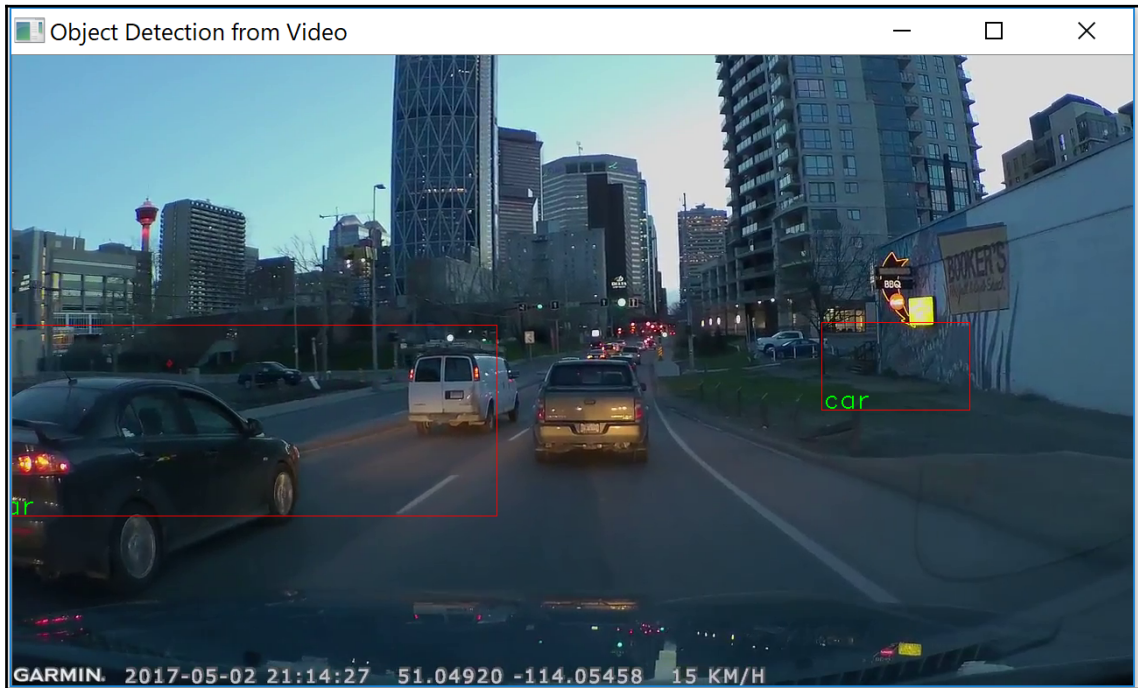 Object Detection from Video
BOOKER'S
BBQ
car
ar
GARMIN. 2017-05-02 21:14:27 51.04920 -114.05458 15 KM/H